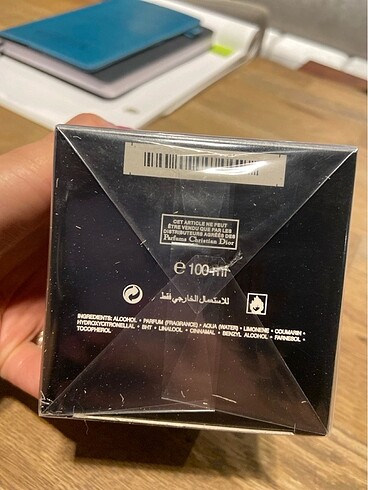 CET ARTICLE NE PEUT
ÊTRE VENDU QUE PAR LES
DISTRIBUTEURS AGRÉÉS DES
Parfums Christian Dior
℮ 100 ml
للاستعمال الخارجي فقط
INGREDIENTS: ALCOHOL • PARFUM (FRAGRANCE) • AQUA (WATER) • LIMONENE • COUMARIN •
HYDROXYCITRONELLAL • BHT • LINALOOL • CINNAMAL • BENZYL ALCOHOL • FARNESOL •
TOCOPHEROL